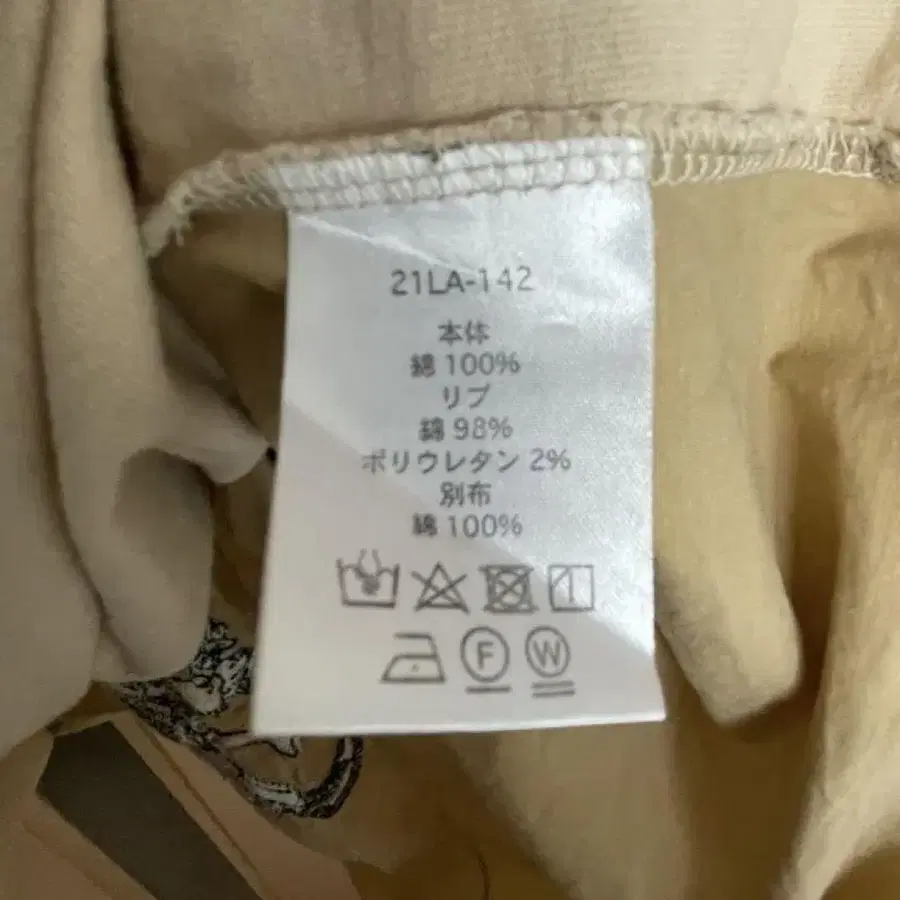 21LA-142
本体
綿 100%
リブ
綿 98%
ポリウレタン 2%
別布
綿 100%
F W